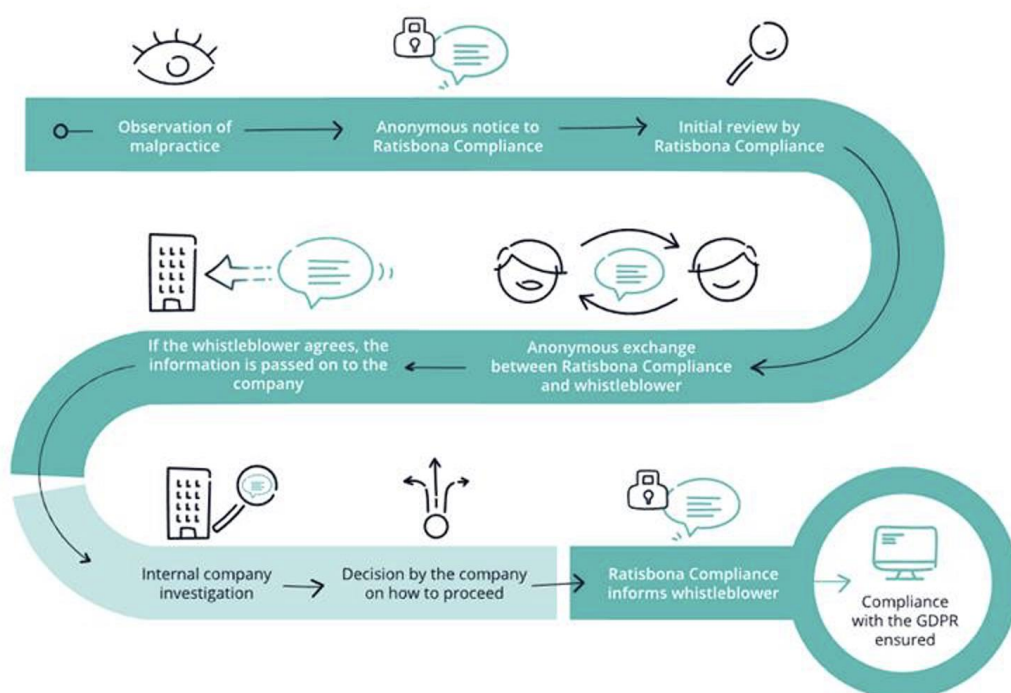 Observation of
malpractice
Anonymous notice to
Ratisbona Compliance
Initial review by
Ratisbona Compliance
Anonymous exchange
between Ratisbona Compliance
and whistleblower
If the whistleblower agrees, the
information is passed on to the
company
Internal company
investigation
Decision by the company
on how to proceed
Ratisbona Compliance
informs whistleblower
Compliance
with the GDPR
ensured